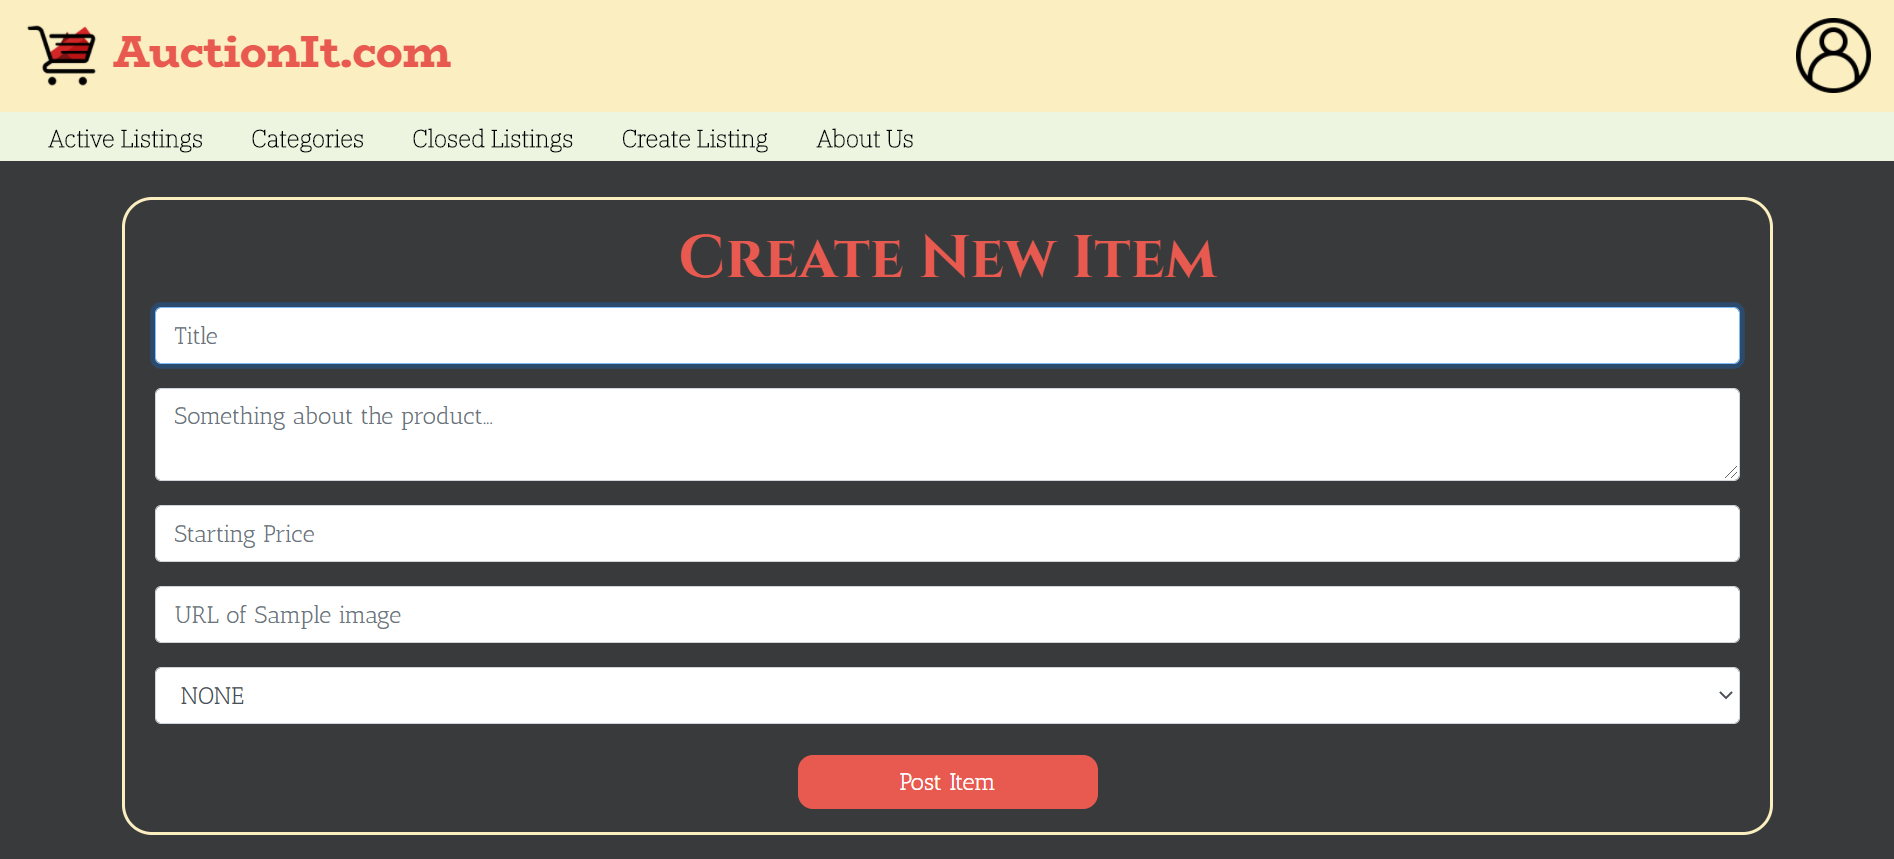 AuctionIt.com
Active Listings Categories Closed Listings Create Listing About Us
Create New Item
Title
Something about the product...
Starting Price
URL of Sample image
NONE
Post Item